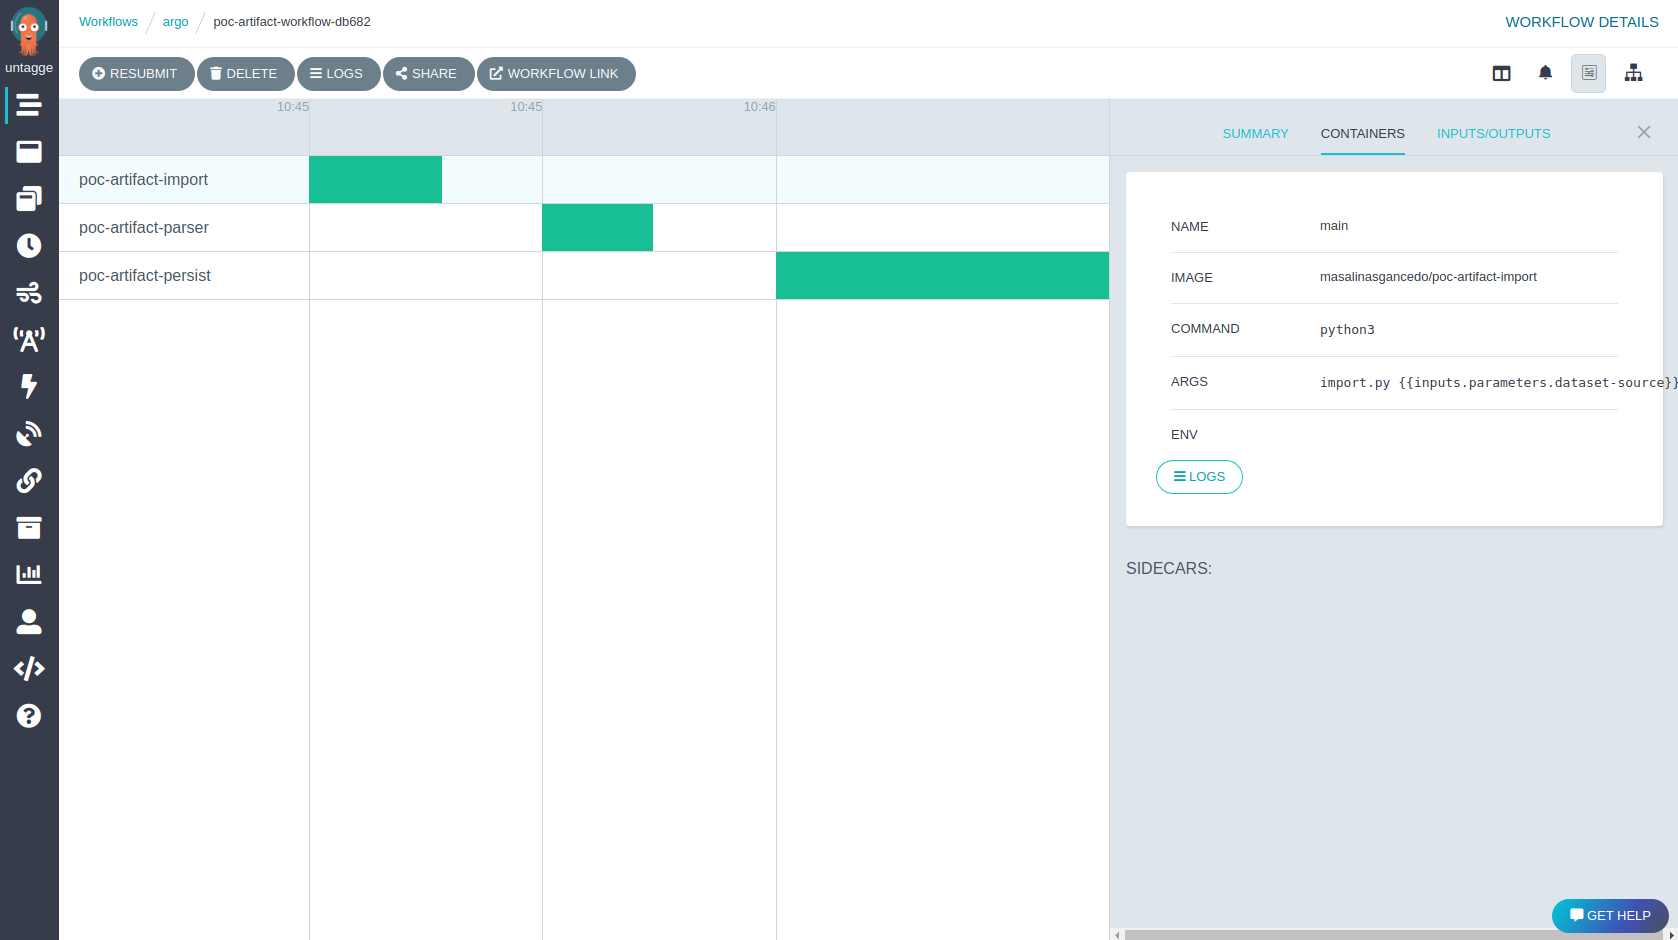 Workflows / argo / poc-artifact-workflow-db682
WORKFLOW DETAILS
untagge
RESUBMIT DELETE LOGS SHARE WORKFLOW LINK
10:45 10:45 10:46
SUMMARY CONTAINERS INPUTS/OUTPUTS
poc-artifact-import
poc-artifact-parser
poc-artifact-persist
NAME main
IMAGE masalinasgancedo/poc-artifact-import
COMMAND python3
ARGS import.py {{inputs.parameters.dataset-source}}
ENV
LOGS
SIDECARS:
GET HELP